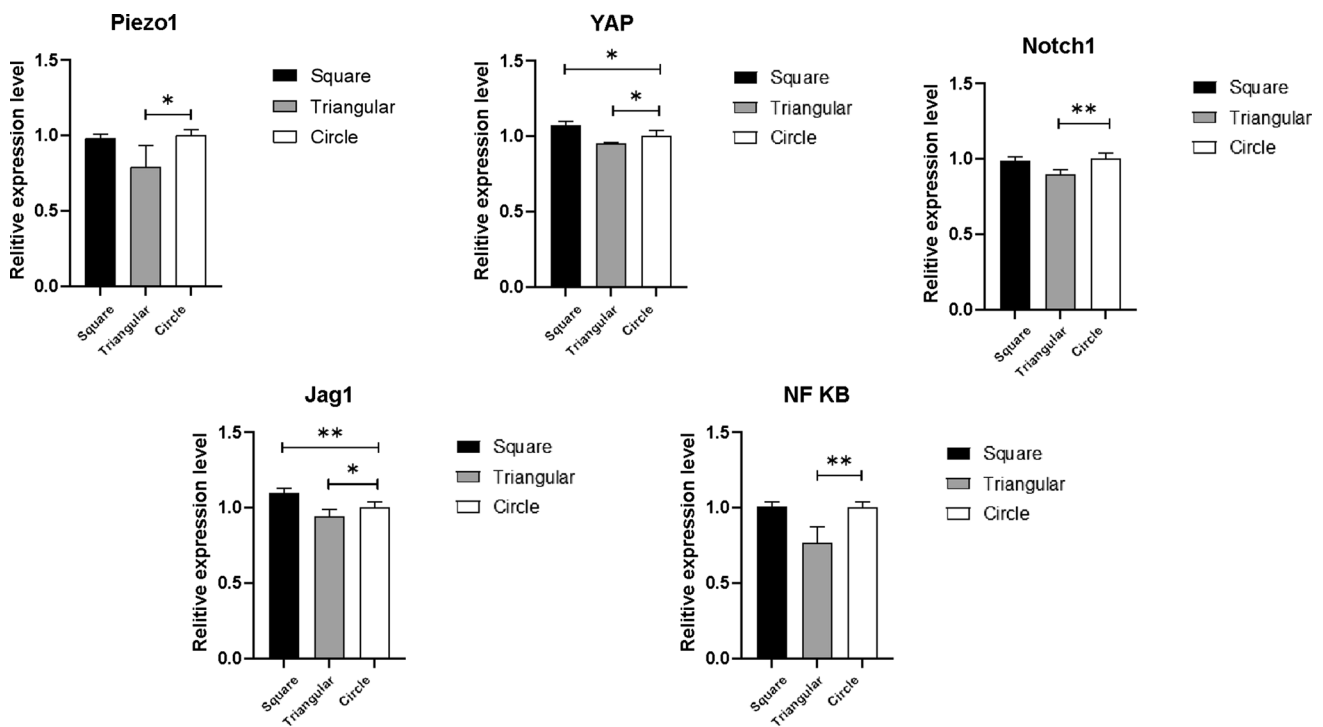 Piezo1
Relitive expression level
1.5
1.0
0.5
0.0
*
Square
Triangular
Circle
Square
Triangular
Circle
YAP
Relitive expression level
1.5
1.0
0.5
0.0
*
*
Square
Triangular
Circle
Square
Triangular
Circle
Notch1
Relitive expression level
1.5
1.0
0.5
0.0
**
Square
Triangular
Circle
Square
Triangular
Circle
Jag1
Relitive expression level
1.5
1.0
0.5
0.0
**
*
Square
Triangular
Circle
Square
Triangular
Circle
NF KB
Relitive expression level
1.5
1.0
0.5
0.0
**
Square
Triangular
Circle
Square
Triangular
Circle